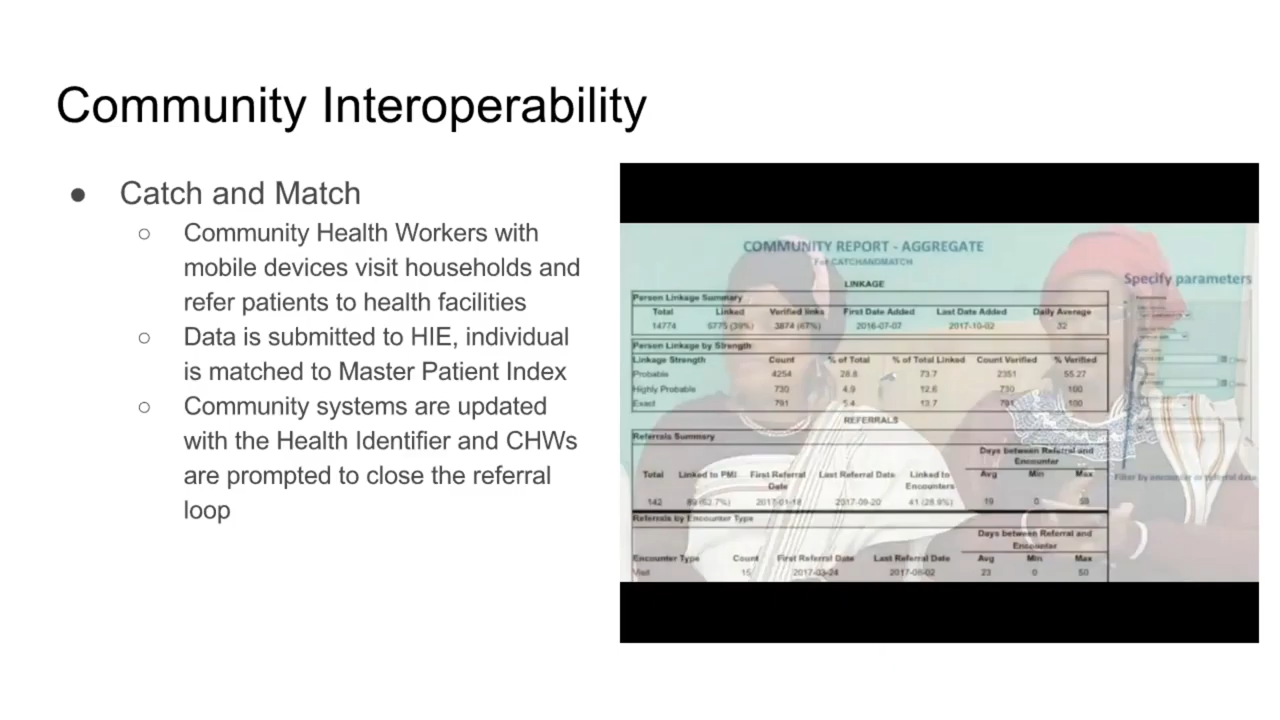 Community Interoperability
● Catch and Match
○ Community Health Workers with
mobile devices visit households and
refer patients to health facilities
○ Data is submitted to HIE, individual
is matched to Master Patient Index
○ Community systems are updated
with the Health Identifier and CHWs
are prompted to close the referral
loop
COMMUNITY REPORT - AGGREGATE
For CATCHANDMATCH
Specify parameters
LINKAGE
Person Linkage Summary
Total Linked Verified links First Date Added Last Date Added Daily Average
14774 5775 (39%) 3874 (67%) 2016-07-07 2017-10-02 32
Person Linkage by Strength
Linkage Strength Count % of Total % of Total Linked Count Verified % Verified
Probable 4254 28.8 73.7 2351 55.27
Highly Probable 730 4.9 12.6 730 100
Exact 791 5.4 13.7 791 100
REFERRALS
Referrals Summary
Days between Referral and
Encounter
Total Linked to PMI First Referral Date Last Referral Date Linked to Encounters Avg Min Max
142 89 (62.7%) 2017-01-18 2017-09-20 41 (28.9%) 19 0
Filter by encounter or referral date
Referrals by Encounter Type
Days between Referral and
Encounter
Encounter Type Count First Referral Date Last Referral Date Avg Min Max
Visit 15 2017-03-24 2017-08-02 23 0 50